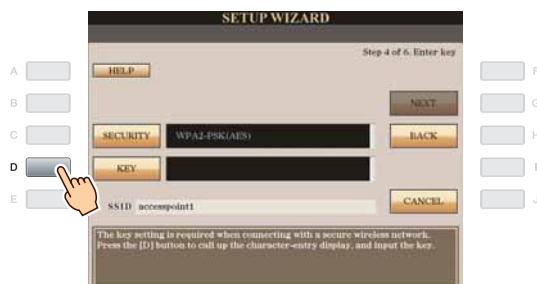 SETUP WIZARD
Step 4 of 6. Enter key
A
HELP
F
B
NEXT
G
C
SECURITY WPA2-PSK(AES)
BACK
H
D
KEY
I
E
SSID accesspoint1
CANCEL
J
The key setting is required when connecting with a secure wireless network.
Press the [D] button to call up the character-entry display, and input the key.